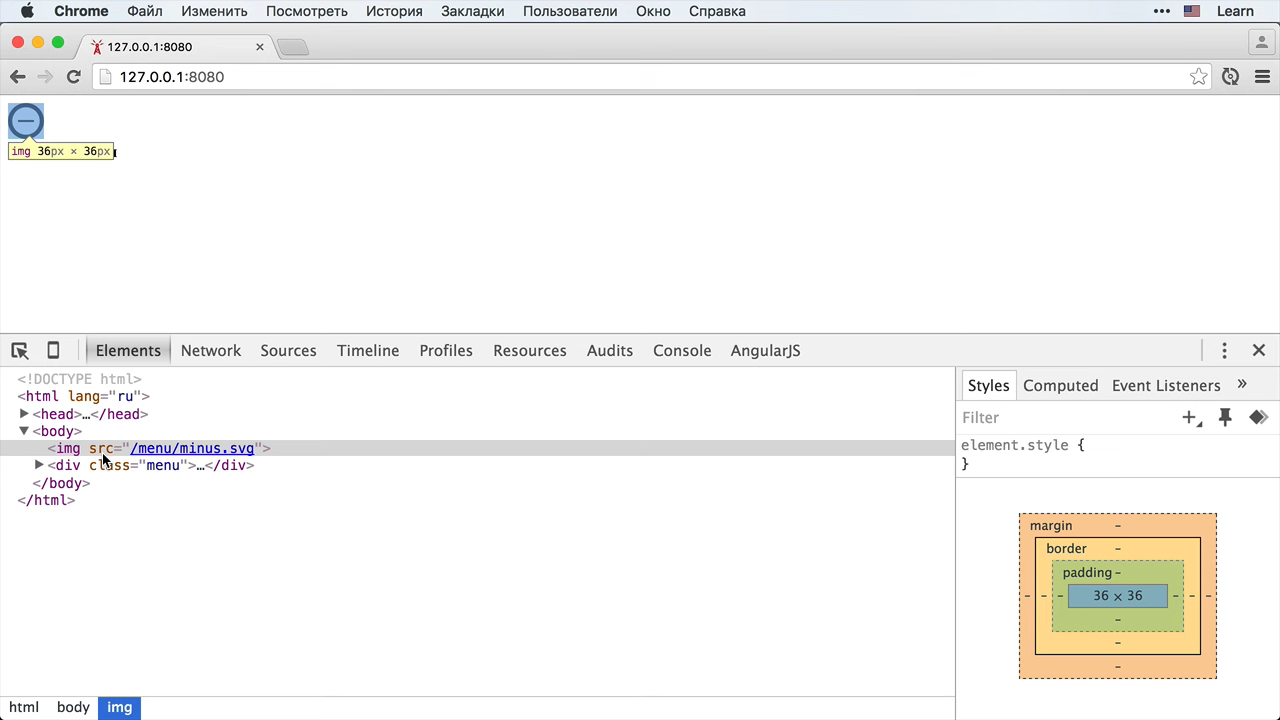 Chrome Файл Изменить Посмотреть История Закладки Пользователи Окно Справка ••• Learn
127.0.0.1:8080
127.0.0.1:8080
img 36px × 36px
Elements Network Sources Timeline Profiles Resources Audits Console AngularJS
<!DOCTYPE html>
<html lang="ru">
<head>…</head>
<body>
<img src="/menu/minus.svg">
<div class="menu">…</div>
</body>
</html>
html body img
Styles Computed Event Listeners »
Filter
element.style {
}
margin -
border -
padding -
- - - 36 × 36 - - -
-
-
-